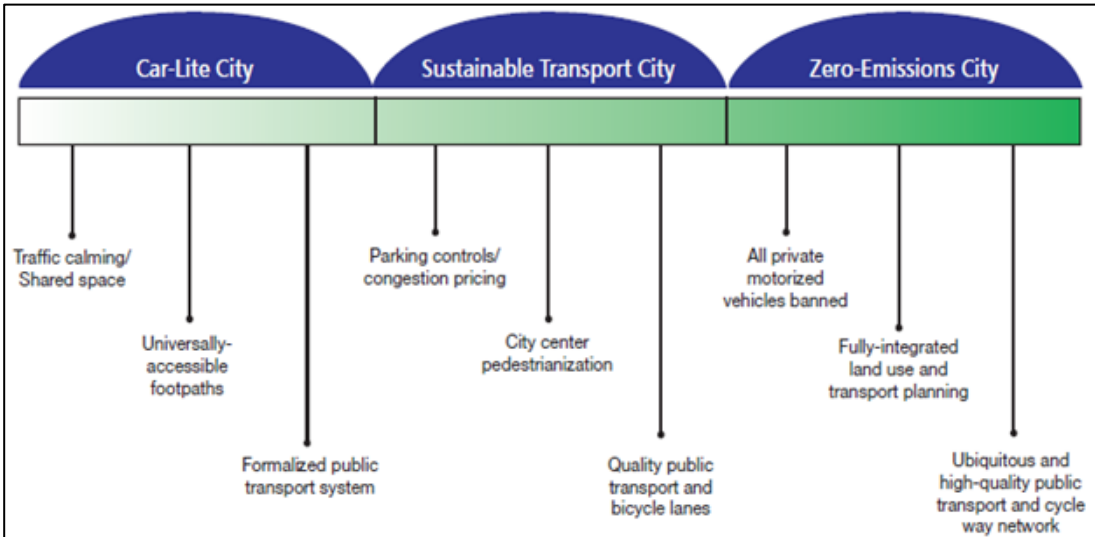 Car-Lite City
Sustainable Transport City
Zero-Emissions City
Traffic calming/
Shared space
Universally-
accessible
footpaths
Formalized public
transport system
Parking controls/
congestion pricing
City center
pedestrianization
Quality public
transport and
bicycle lanes
All private
motorized
vehicles banned
Fully-integrated
land use and
transport planning
Ubiquitous and
high-quality public
transport and cycle
way network